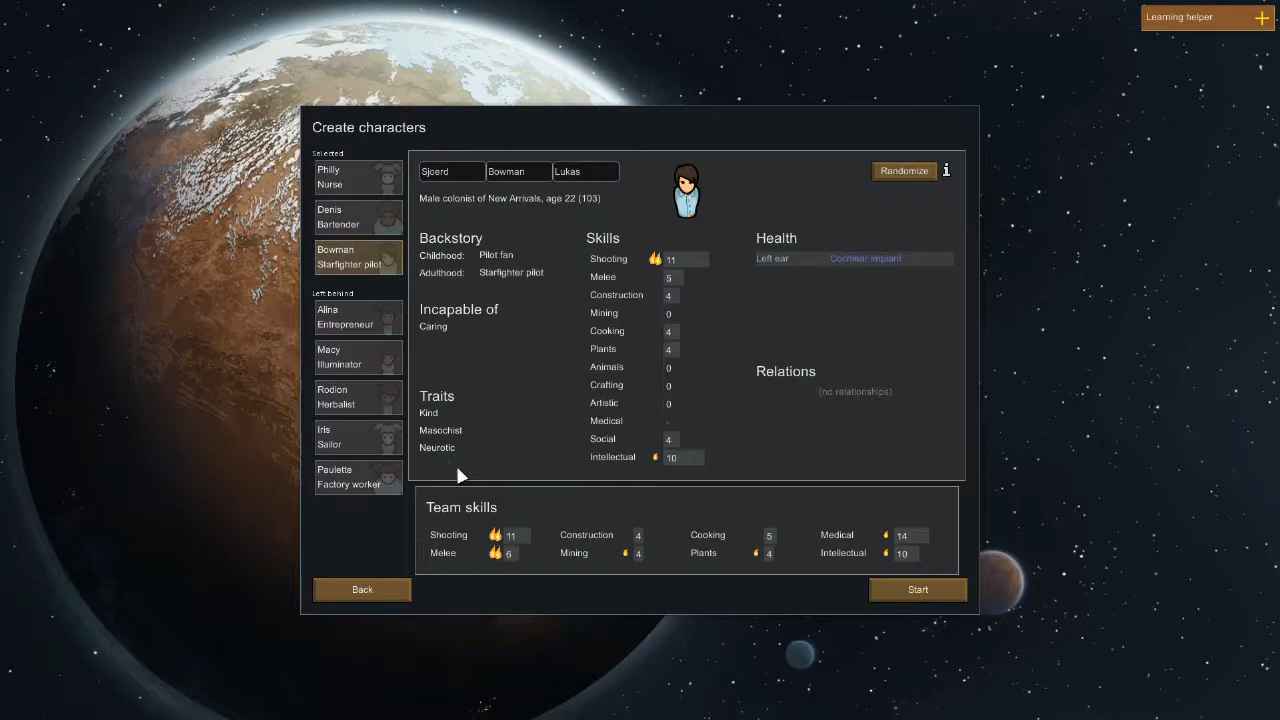 Learning helper
Create characters
Selected
Philly
Nurse
Denis
Bartender
Bowman
Starfighter pilot
Left behind
Alina
Entrepreneur
Macy
Illuminator
Rodion
Herbalist
Iris
Sailor
Paulette
Factory worker
Sjoerd Bowman Lukas
Randomize
Male colonist of New Arrivals, age 22 (103)
Backstory
Childhood: Pilot fan
Adulthood: Starfighter pilot
Incapable of
Caring
Traits
Kind
Masochist
Neurotic
Skills
Shooting 11
Melee 5
Construction 4
Mining 0
Cooking 4
Plants 4
Animals 0
Crafting 0
Artistic 0
Medical -
Social 4
Intellectual 10
Health
Left ear Cochlear implant
Relations
(no relationships)
Team skills
Shooting 11 Construction 4 Cooking 5 Medical 14
Melee 6 Mining 4 Plants 4 Intellectual 10
Back
Start